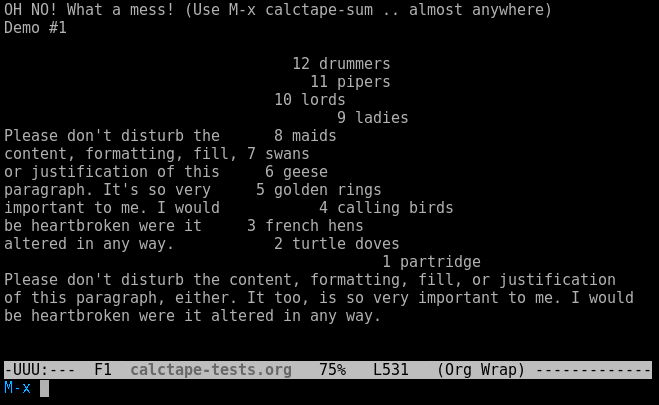 OH NO! What a mess! (Use M-x calctape-sum .. almost anywhere)
Demo #1
                                12 drummers
                                  11 pipers
                              10 lords
                                     9 ladies
Please don't disturb the      8 maids
content, formatting, fill, 7 swans
or justification of this     6 geese
paragraph. It's so very     5 golden rings
important to me. I would           4 calling birds
be heartbroken were it     3 french hens
altered in any way.           2 turtle doves
                                          1 partridge
Please don't disturb the content, formatting, fill, or justification
of this paragraph, either. It too, is so very important to me. I would
be heartbroken were it altered in any way.
-UUU:---  F1  calctape-tests.org   75%   L531   (Org Wrap) -------------
M-x